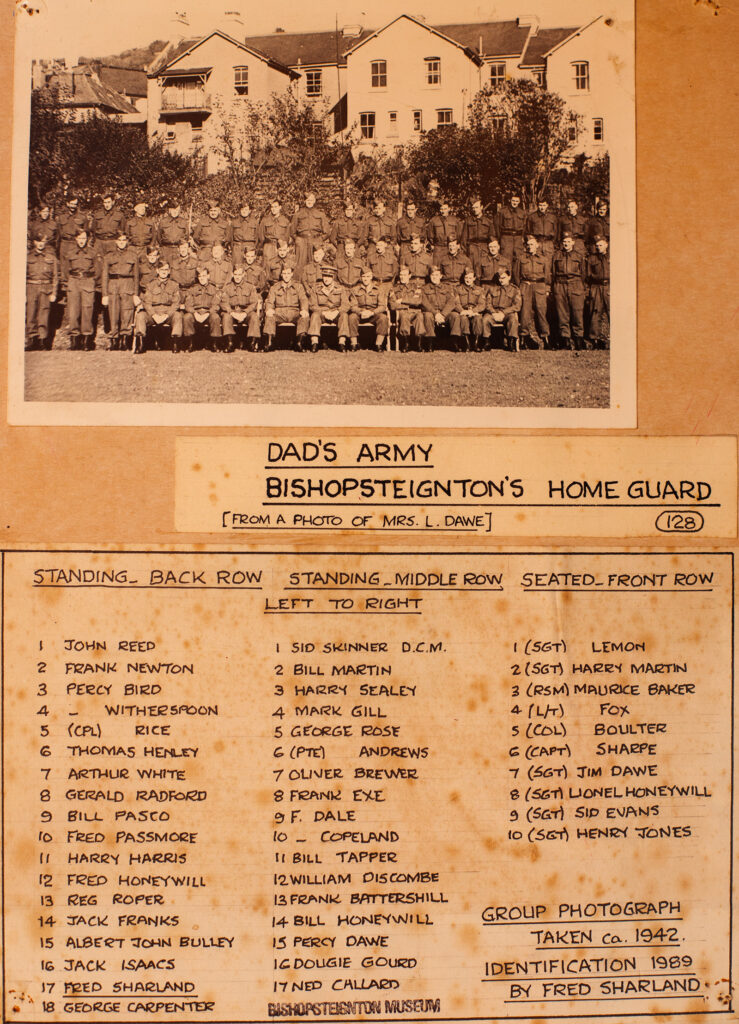 DAD'S ARMY
BISHOPSTEIGNTON'S HOME GUARD
[FROM A PHOTO OF MRS. L. DAWE]
128
STANDING_ BACK ROW
STANDING_MIDDLE ROW
SEATED_FRONT ROW
LEFT TO RIGHT
1 JOHN REED
2 FRANK NEWTON
3 PERCY BIRD
4 _ WITHERSPOON
5 (CPL) RICE
6 THOMAS HENLEY
7 ARTHUR WHITE
8 GERALD RADFORD
9 BILL PASCO
10 FRED PASSMORE
11 HARRY HARRIS
12 FRED HONEYWILL
13 REG ROPER
14 JACK FRANKS
15 ALBERT JOHN BULLEY
16 JACK ISAACS
17 FRED SHARLAND
18 GEORGE CARPENTER
1 SID SKINNER D.C.M.
2 BILL MARTIN
3 HARRY SEALEY
4 MARK GILL
5 GEORGE ROSE
6 (PTE) ANDREWS
7 OLIVER BREWER
8 FRANK EXE
9 F. DALE
10 _ COPELAND
11 BILL TAPPER
12 WILLIAM DISCOMBE
13 FRANK BATTERSHILL
14 BILL HONEYWILL
15 PERCY DAWE
16 DOUGIE GOURD
17 NED CALLARD
BISHOPSTEIGNTON MUSEUM
1 (SGT) LEMON
2 (SGT) HARRY MARTIN
3 (RSM) MAURICE BAKER
4 (L/T) FOX
5 (COL) BOULTER
6 (CAPT) SHARPE
7 (SGT) JIM DAWE
8 (SGT) LIONEL HONEYWILL
9 (SGT) SID EVANS
10 (SGT) HENRY JONES
GROUP PHOTOGRAPH
TAKEN ca. 1942.
IDENTIFICATION 1989
BY FRED SHARLAND